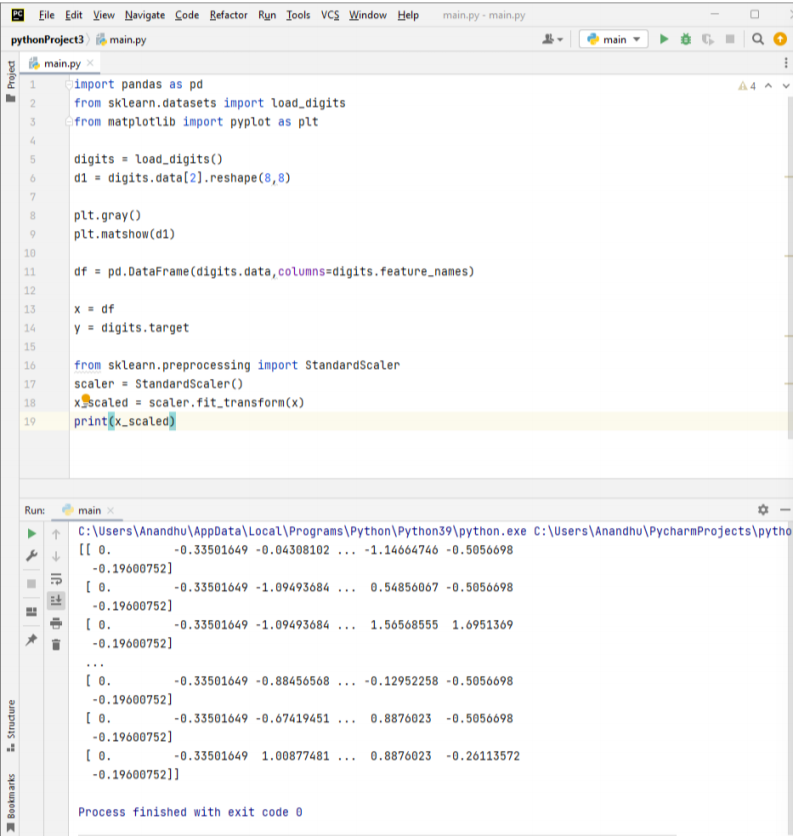 PC File Edit View Navigate Code Refactor Run Tools VCS Window Help main.py - main.py
pythonProject3 main.py main
Project
main.py
1 import pandas as pd 4
2 from sklearn.datasets import load_digits
3 from matplotlib import pyplot as plt
4
5 digits = load_digits()
6 d1 = digits.data[2].reshape(8,8)
7
8 plt.gray()
9 plt.matshow(d1)
10
11 df = pd.DataFrame(digits.data,columns=digits.feature_names)
12
13 x = df
14 y = digits.target
15
16 from sklearn.preprocessing import StandardScaler
17 scaler = StandardScaler()
18 x_scaled = scaler.fit_transform(x)
19 print(x_scaled)
Run: main
C:\Users\Anandhu\AppData\Local\Programs\Python\Python39\python.exe C:\Users\Anandhu\PycharmProjects\pytho
[[ 0. -0.33501649 -0.04308102 ... -1.14664746 -0.5056698
-0.19600752]
[ 0. -0.33501649 -1.09493684 ... 0.54856067 -0.5056698
-0.19600752]
[ 0. -0.33501649 -1.09493684 ... 1.56568555 1.6951369
-0.19600752]
...
[ 0. -0.33501649 -0.88456568 ... -0.12952258 -0.5056698
-0.19600752]
[ 0. -0.33501649 -0.67419451 ... 0.8876023 -0.5056698
-0.19600752]
[ 0. -0.33501649 1.00877481 ... 0.8876023 -0.26113572
-0.19600752]]
Process finished with exit code 0
Structure
Bookmarks